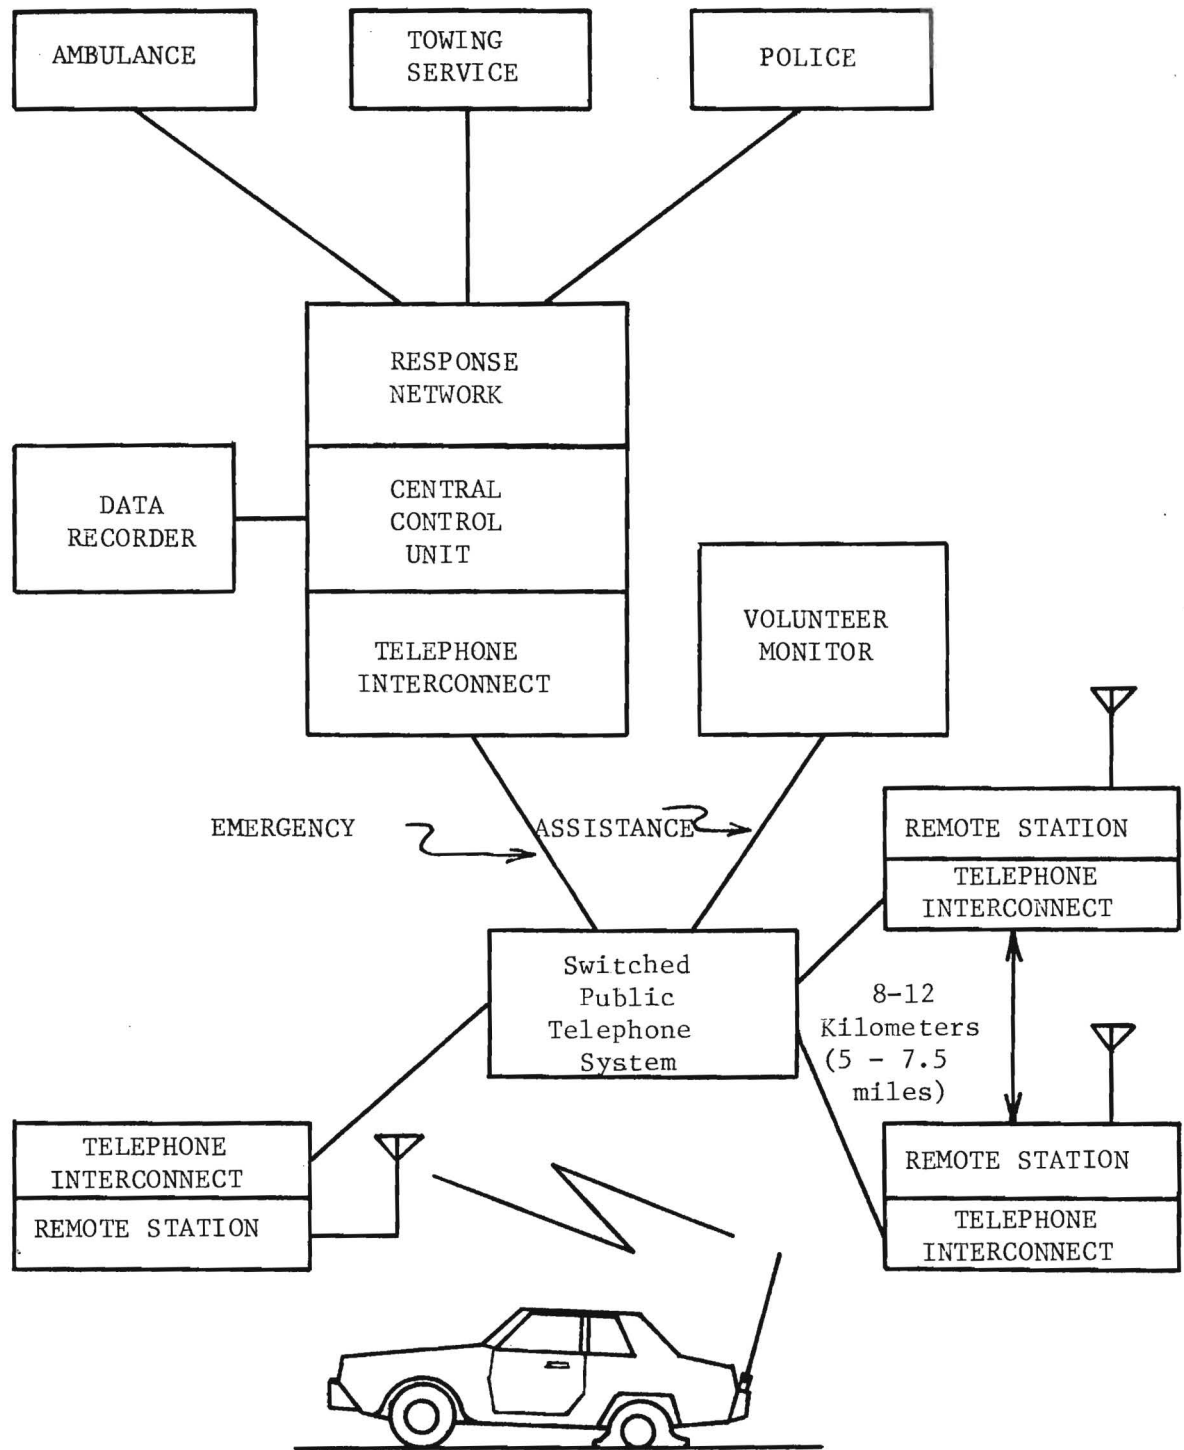 AMBULANCE
TOWING
SERVICE
POLICE
RESPONSE
NETWORK
DATA
RECORDER
CENTRAL
CONTROL
UNIT
TELEPHONE
INTERCONNECT
VOLUNTEER
MONITOR
EMERGENCY
ASSISTANCE
REMOTE STATION
TELEPHONE
INTERCONNECT
Switched
Public
Telephone
System
8-12
Kilometers
(5 - 7.5
miles)
TELEPHONE
INTERCONNECT
REMOTE STATION
REMOTE STATION
TELEPHONE
INTERCONNECT